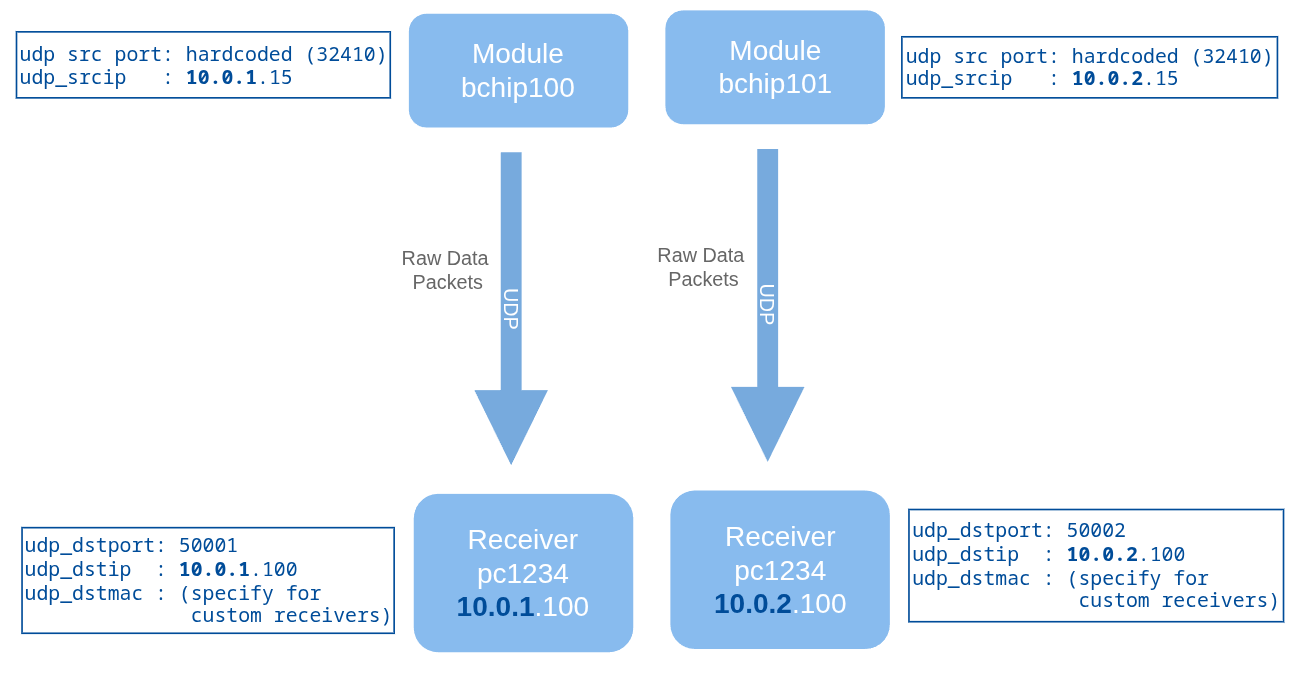 udp src port: hardcoded (32410)
udp_srcip   : 10.0.1.15
Module
bchip100
Module
bchip101
udp src port: hardcoded (32410)
udp_srcip   : 10.0.2.15
Raw Data
Packets
UDP
Raw Data
Packets
UDP
udp_dstport: 50001
udp_dstip  : 10.0.1.100
udp_dstmac : (specify for
custom receivers)
Receiver
pc1234
10.0.1.100
Receiver
pc1234
10.0.2.100
udp_dstport: 50002
udp_dstip  : 10.0.2.100
udp_dstmac : (specify for
custom receivers)